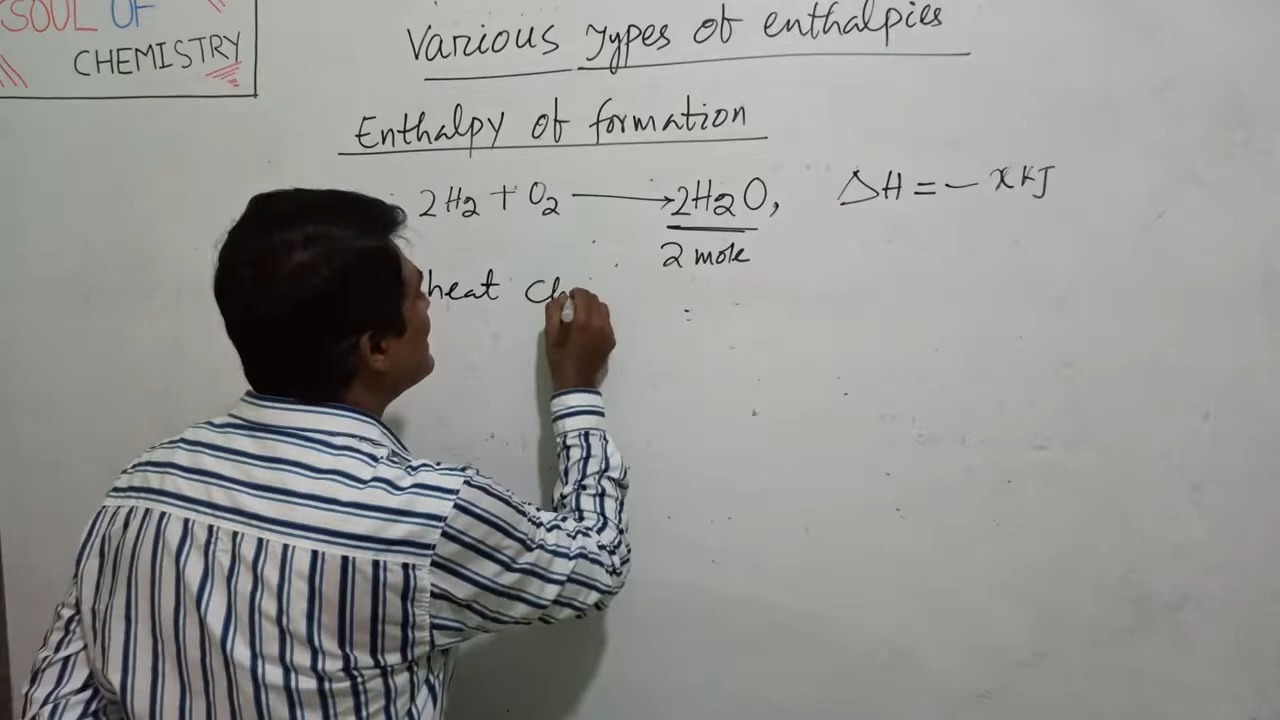 SOUL OF
CHEMISTRY
Various Types of enthalpies
Enthalpy of formation
2H2 + O2 ⟶ 2H2O, ΔH = – x kJ
2 mole
heat